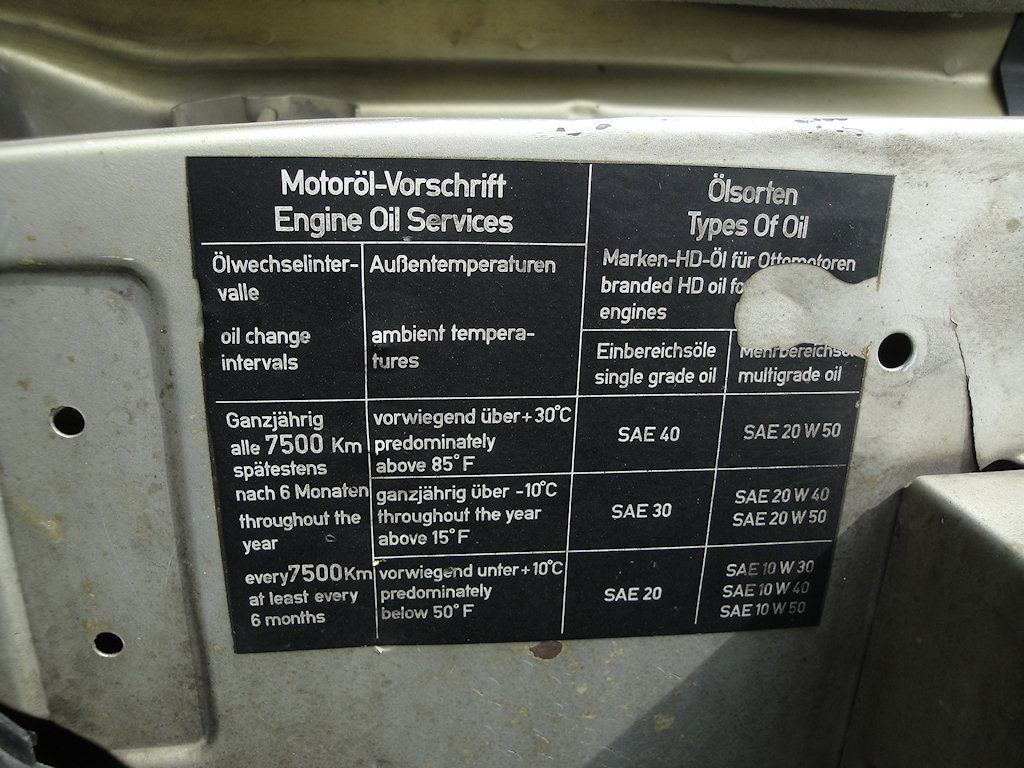 Motoröl-Vorschrift
Engine Oil Services
Ölwechselinter-
valle
oil change
intervals
Außentemperaturen
ambient tempera-
tures
Ölsorten
Types Of Oil
Marken-HD-Öl für Ottomotoren
branded HD oil
engines
Einbereichsöle
single grade oil
multigrade oil
Ganzjährig
alle 7500 Km
spätestens
nach 6 Monaten
throughout the
year
every 7500 Km
at least every
6 months
vorwiegend über +30°C
predominately
above 85°F
SAE 40
SAE 20 W 50
ganzjährig über -10°C
throughout the year
above 15°F
SAE 30
SAE 20 W 40
SAE 20 W 50
vorwiegend unter +10°C
predominately
below 50°F
SAE 20
SAE 10 W 30
SAE 10 W 40
SAE 10 W 50